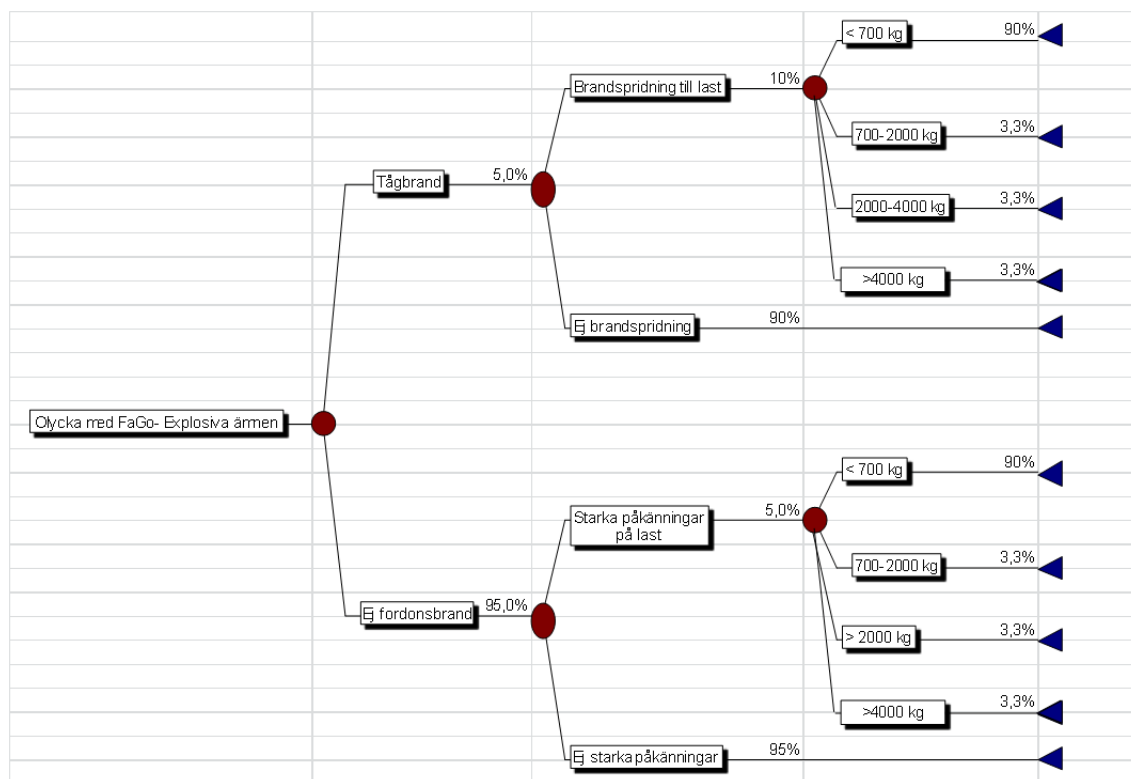 < 700 kg 90%
Brandspridning till last 10%
700-2000 kg 3,3%
Tågbrand 5,0%
2000-4000 kg 3,3%
>4000 kg 3,3%
Ej brandspridning 90%
Olycka med FaGo- Explosiva ämnen
< 700 kg 90%
Starka påkänningar
på last
5,0%
700-2000 kg 3,3%
Ej fordonsbrand 95,0%
> 2000 kg 3,3%
>4000 kg 3,3%
Ej starka påkänningar 95%